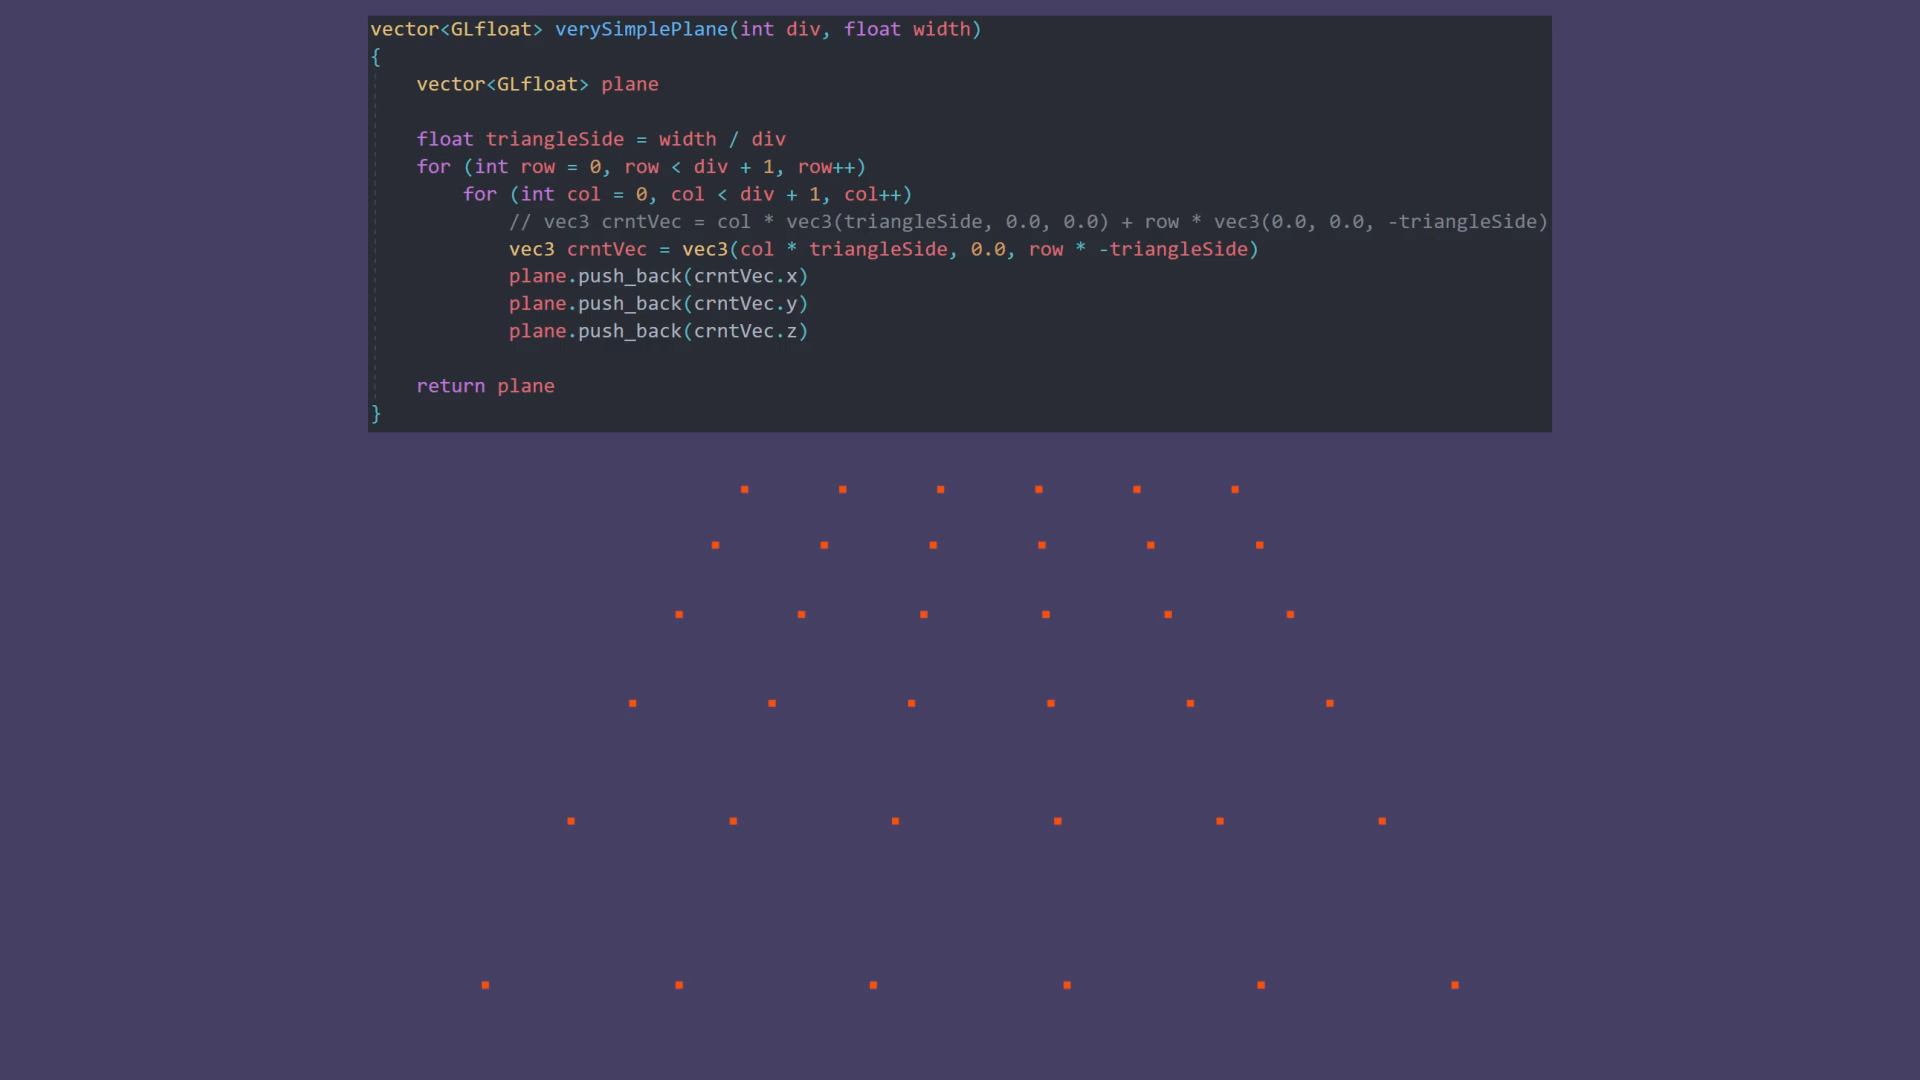 vector<GLfloat> verySimplePlane(int div, float width)
{
    vector<GLfloat> plane

    float triangleSide = width / div
    for (int row = 0, row < div + 1, row++)
        for (int col = 0, col < div + 1, col++)
            // vec3 crntVec = col * vec3(triangleSide, 0.0, 0.0) + row * vec3(0.0, 0.0, -triangleSide)
            vec3 crntVec = vec3(col * triangleSide, 0.0, row * -triangleSide)
            plane.push_back(crntVec.x)
            plane.push_back(crntVec.y)
            plane.push_back(crntVec.z)

    return plane
}